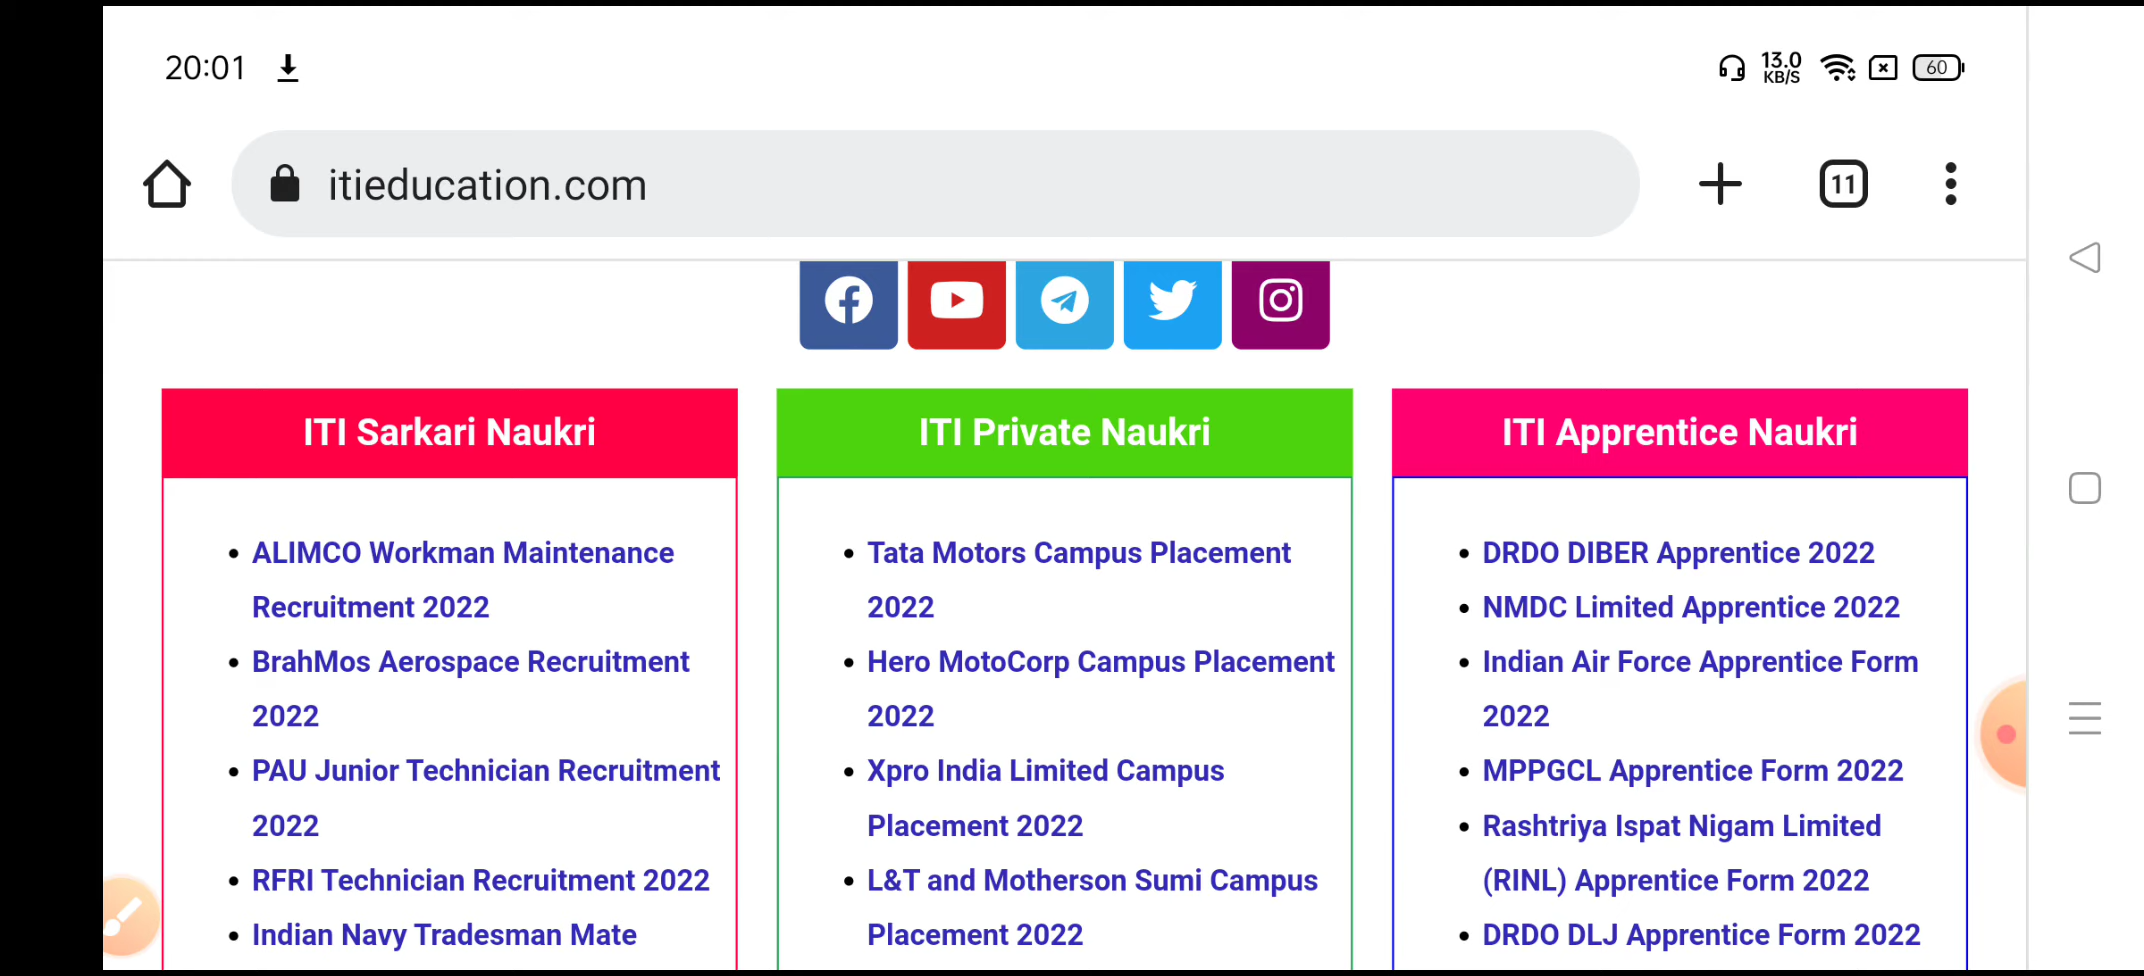 20:01
13.0
KB/S
60
itieducation.com
11
ITI Sarkari Naukri
ALIMCO Workman Maintenance
Recruitment 2022
BrahMos Aerospace Recruitment
2022
PAU Junior Technician Recruitment
2022
RFRI Technician Recruitment 2022
Indian Navy Tradesman Mate
ITI Private Naukri
Tata Motors Campus Placement
2022
Hero MotoCorp Campus Placement
2022
Xpro India Limited Campus
Placement 2022
L&T and Motherson Sumi Campus
Placement 2022
ITI Apprentice Naukri
DRDO DIBER Apprentice 2022
NMDC Limited Apprentice 2022
Indian Air Force Apprentice Form
2022
MPPGCL Apprentice Form 2022
Rashtriya Ispat Nigam Limited
(RINL) Apprentice Form 2022
DRDO DLJ Apprentice Form 2022